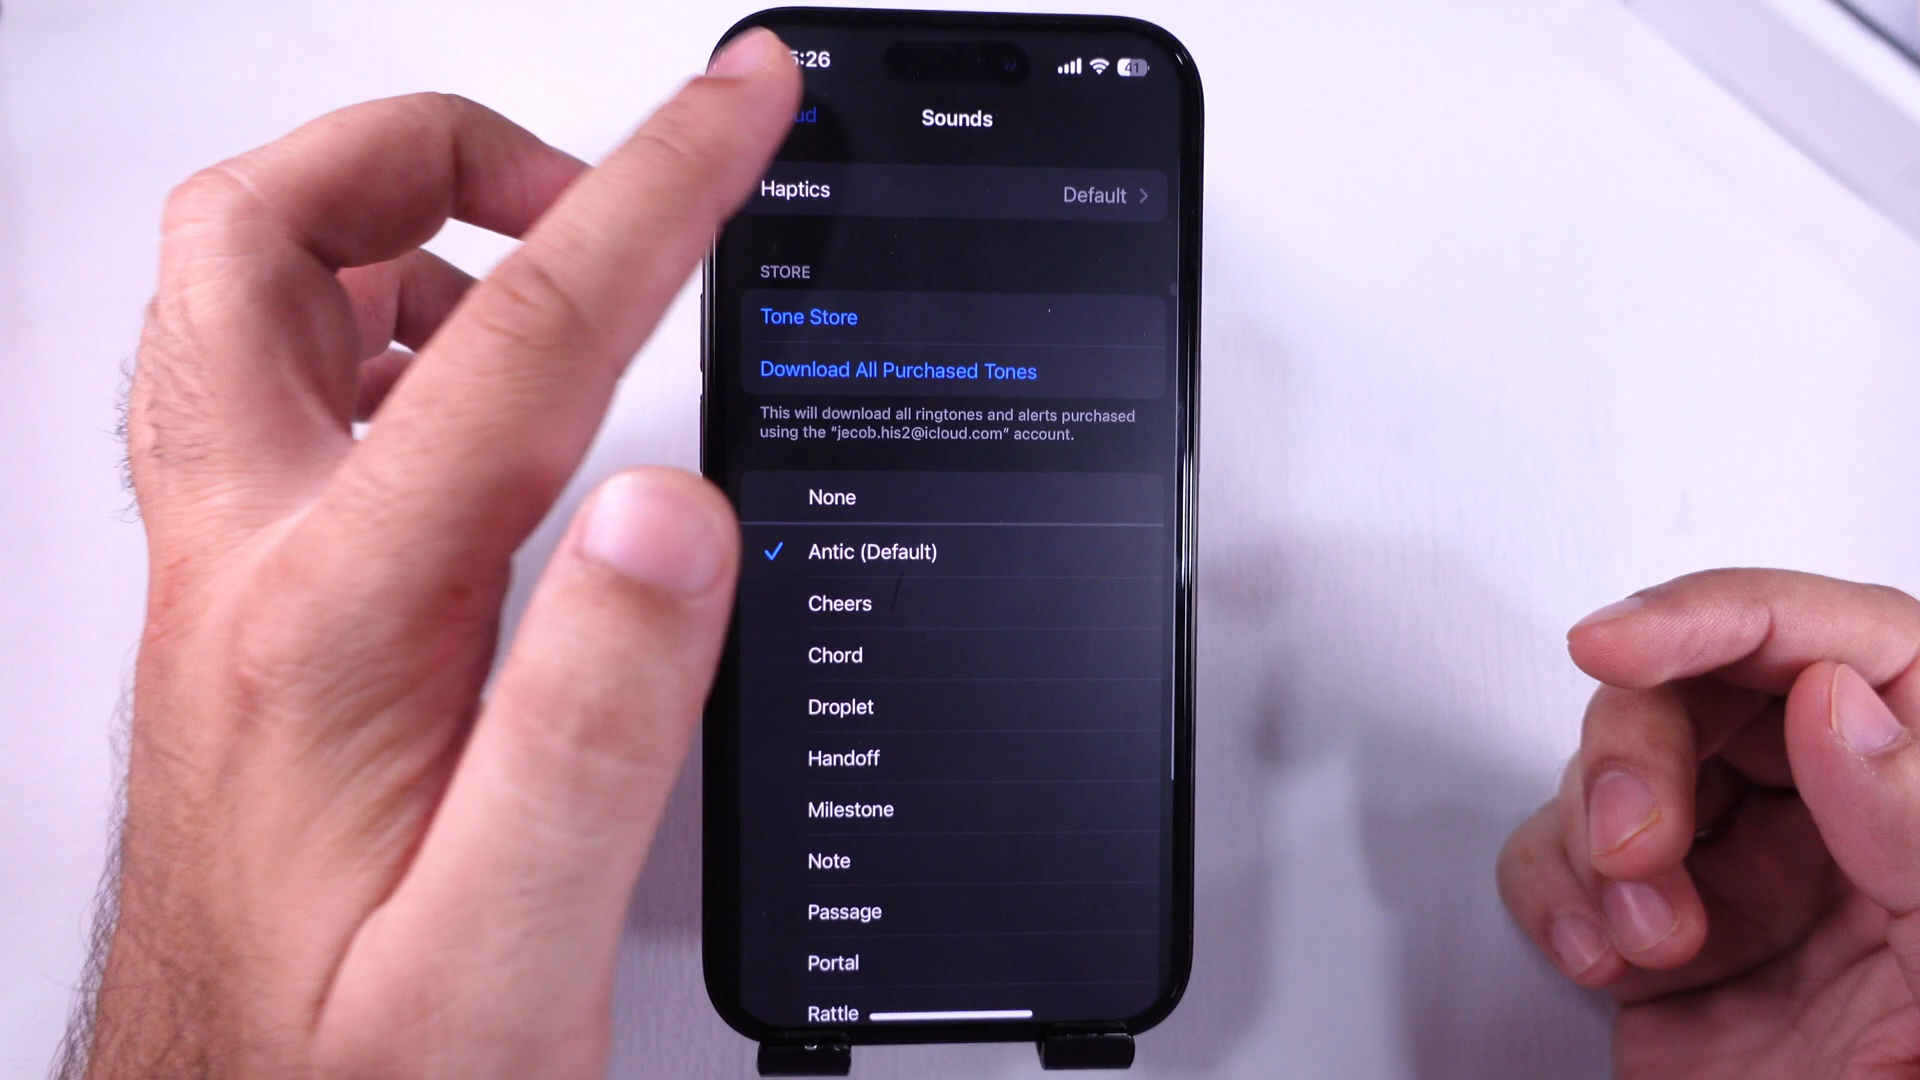 :26
41
Sounds
Haptics
Default
STORE
Tone Store
Download All Purchased Tones
This will download all ringtones and alerts purchased
using the "jecob.his2@icloud.com" account.
None
Antic (Default)
Cheers
Chord
Droplet
Handoff
Milestone
Note
Passage
Portal
Rattle